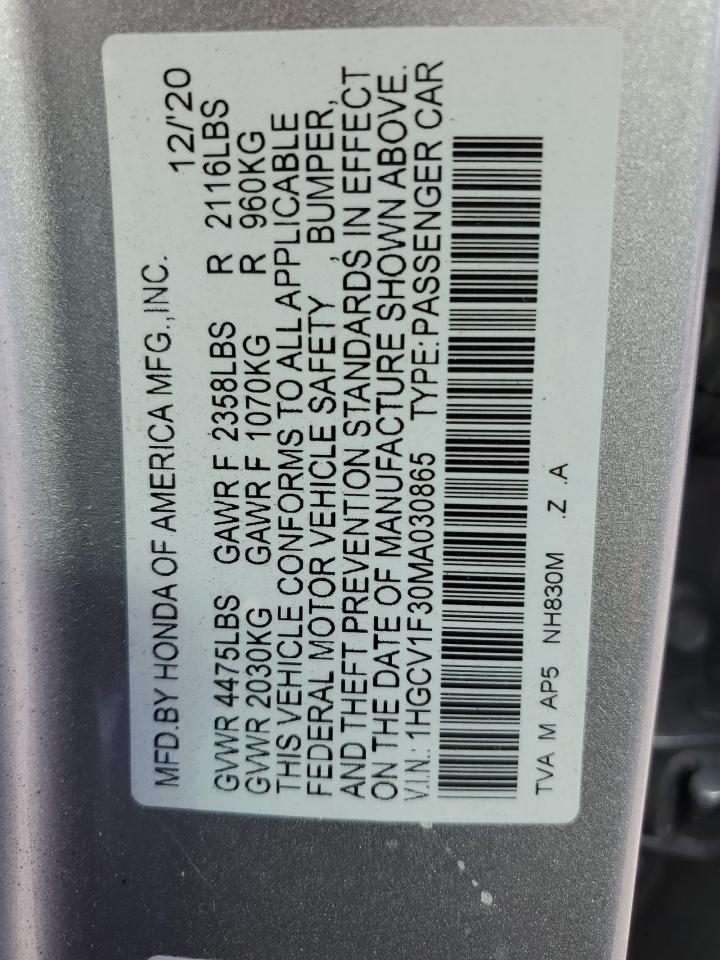 MFD.BY HONDA OF AMERICA MFG.,INC. 12/'20
GVWR 4475LBS GAWR F 2358LBS R 2116LBS
GVWR 2030KG GAWR F 1070KG R 960KG
THIS VEHICLE CONFORMS TO ALL APPLICABLE
FEDERAL MOTOR VEHICLE SAFETY , BUMPER,
AND THEFT PREVENTION STANDARDS IN EFFECT
ON THE DATE OF MANUFACTURE SHOWN ABOVE.
V.I.N.: 1HGCV1F30MA030865 TYPE:PASSENGER CAR
TVA M AP5 NH830M .Z .A